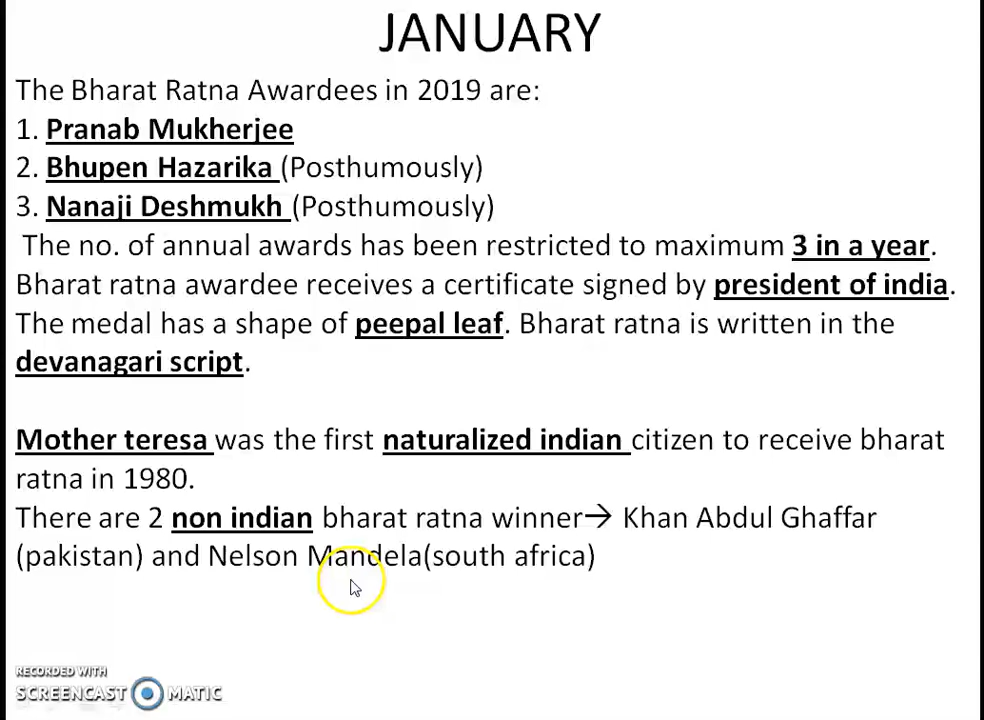 JANUARY
The Bharat Ratna Awardees in 2019 are:
1. Pranab Mukherjee
2. Bhupen Hazarika (Posthumously)
3. Nanaji Deshmukh (Posthumously)
The no. of annual awards has been restricted to maximum 3 in a year.
Bharat ratna awardee receives a certificate signed by president of india.
The medal has a shape of peepal leaf. Bharat ratna is written in the
devanagari script.
Mother teresa was the first naturalized indian citizen to receive bharat
ratna in 1980.
There are 2 non indian bharat ratna winner→ Khan Abdul Ghaffar
(pakistan) and Nelson Mandela(south africa)
RECORDED WITH
SCREENCAST MATIC